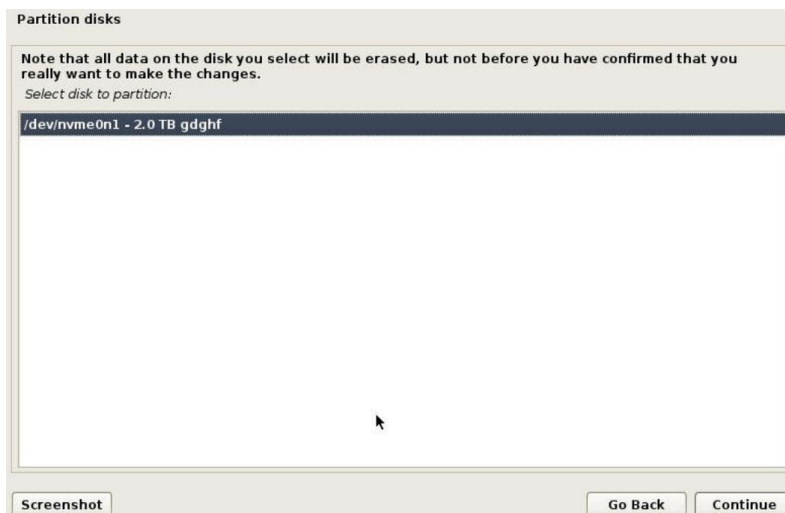 Partition disks
Note that all data on the disk you select will be erased, but not before you have confirmed that you
really want to make the changes.
Select disk to partition:
/dev/nvme0n1 - 2.0 TB gdghf
Screenshot
Go Back
Continue